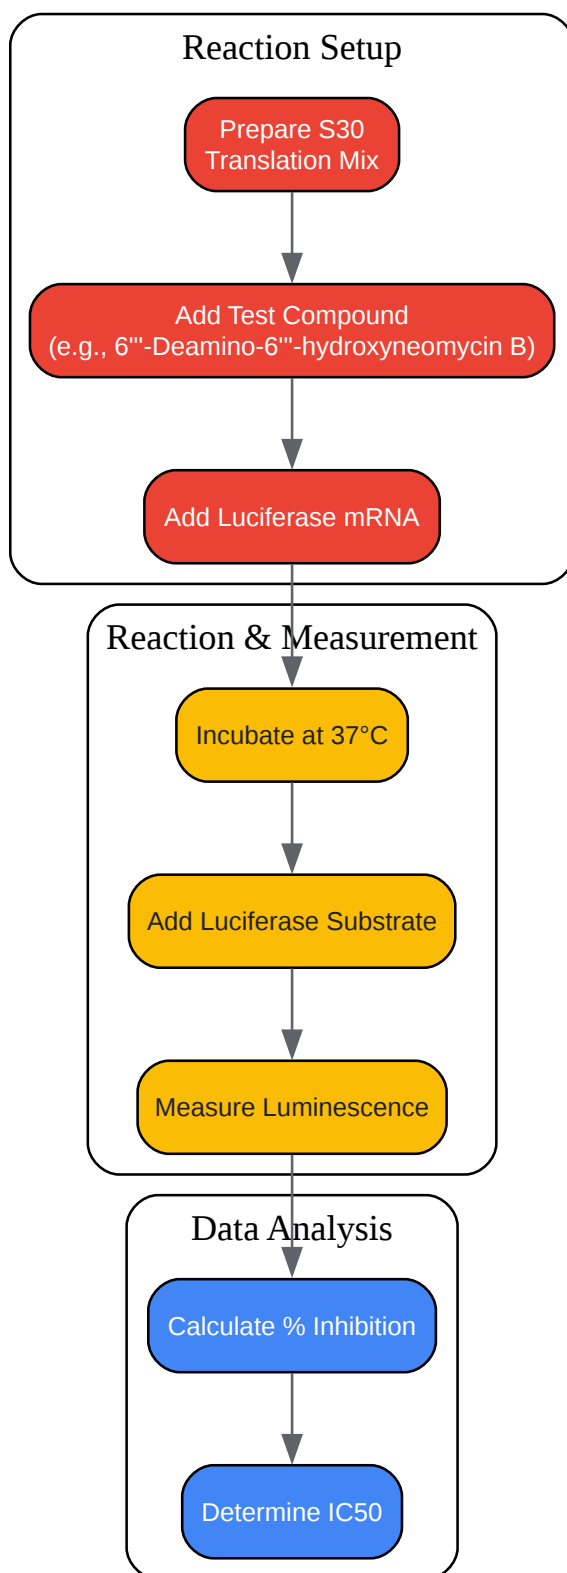 Reaction Setup
Prepare S30
Translation Mix
Add Test Compound
(e.g., 6'''-Deamino-6'''-hydroxyneomycin B)
Add Luciferase mRNA
Reaction & Measurement
Incubate at 37°C
Add Luciferase Substrate
Measure Luminescence
Data Analysis
Calculate % Inhibition
Determine IC50